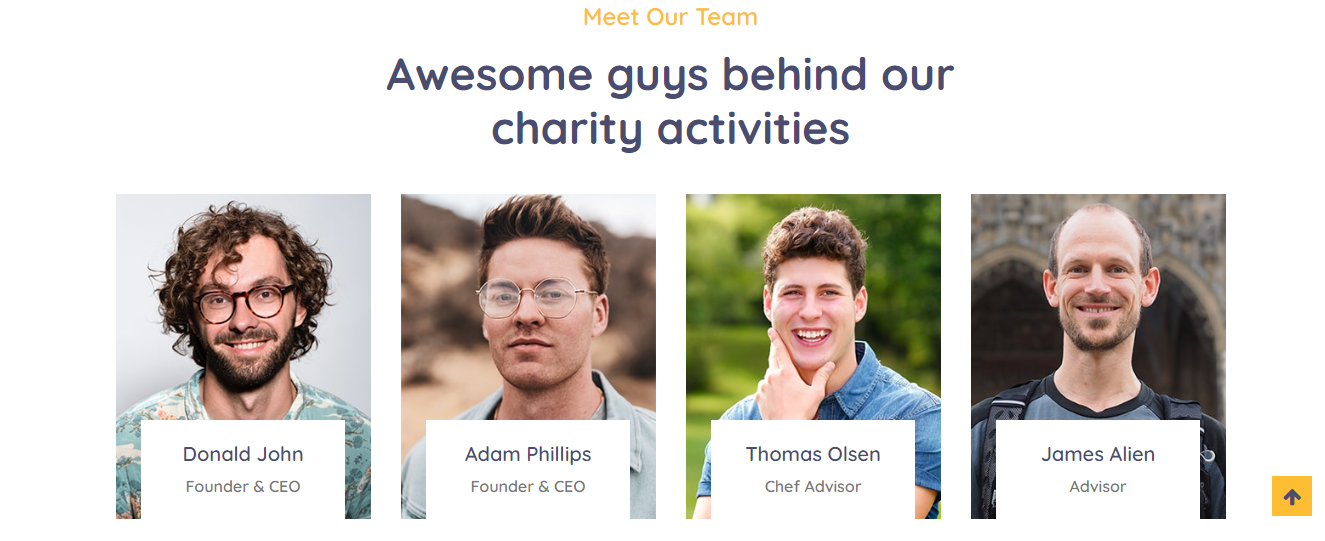 Meet Our Team
Awesome guys behind our
charity activities
Donald John
Founder & CEO
Adam Phillips
Founder & CEO
Thomas Olsen
Chef Advisor
James Alien
Advisor